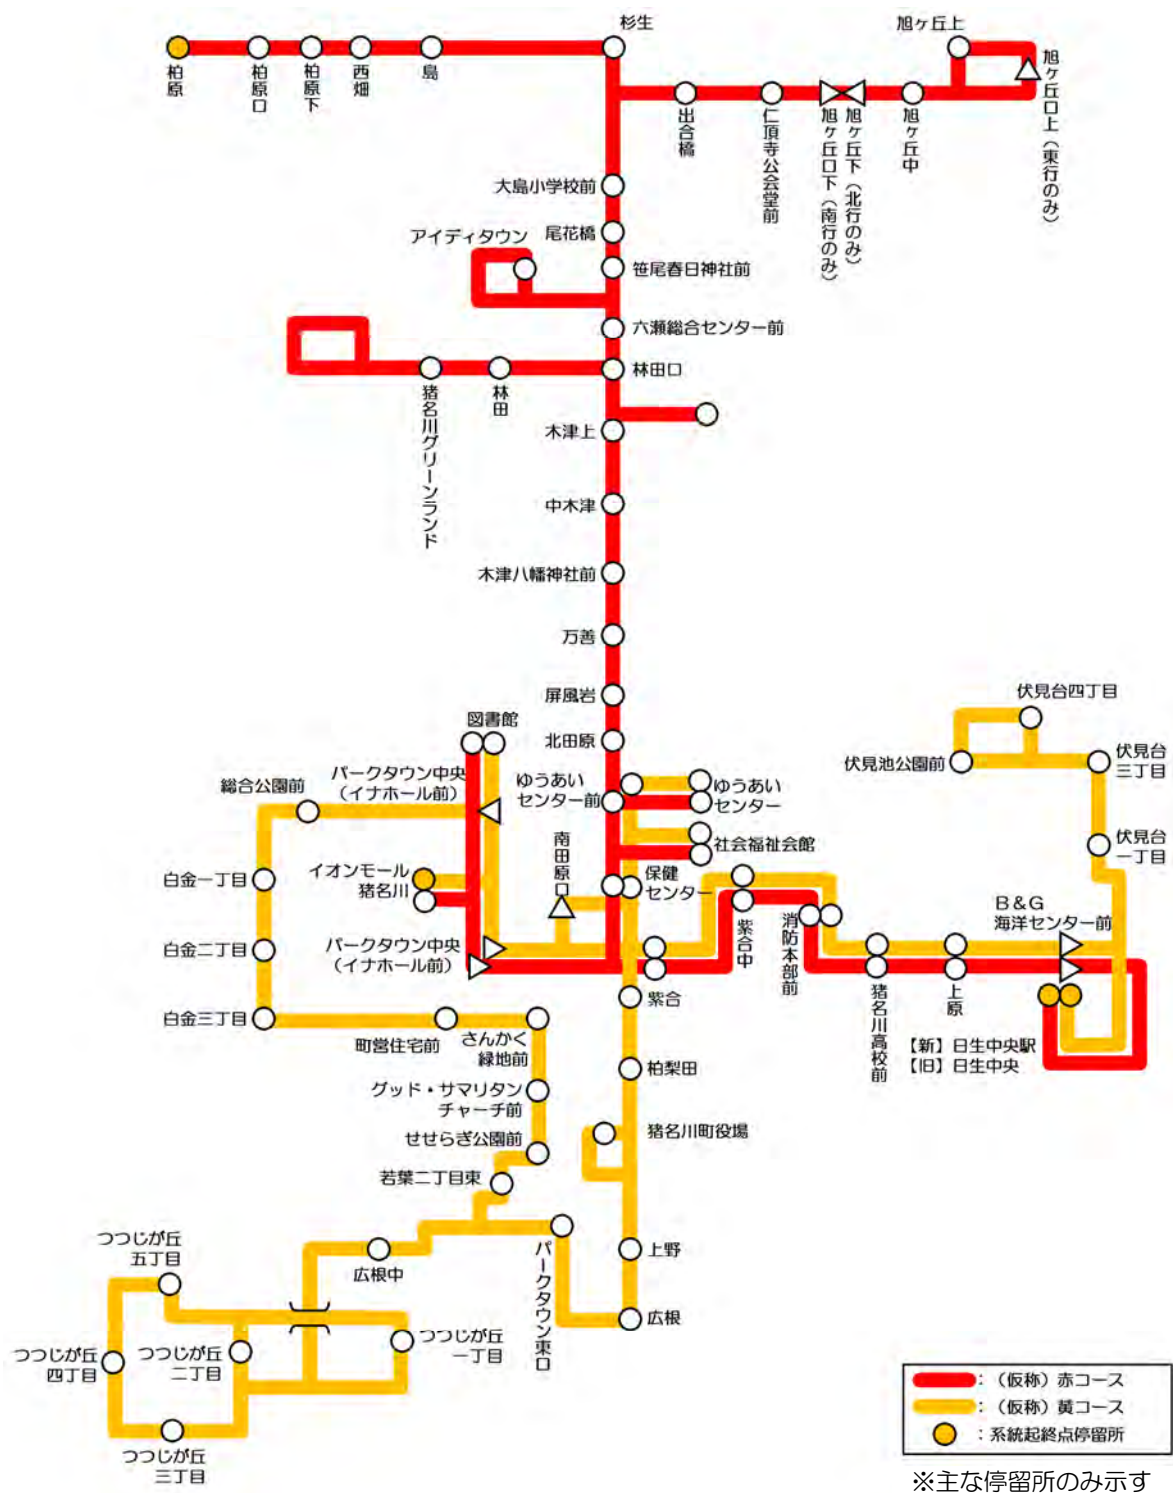 杉生
旭ヶ丘上
柏原
柏原口
柏原下
西畑
島
出合橋
仁頂寺公会堂前
旭ヶ丘口下（南行のみ）
旭ヶ丘下（北行のみ）
旭ヶ丘中
旭ヶ丘口上（東行のみ）
大島小学校前
尾花橋
アイディタウン
笹尾春日神社前
六瀬総合センター前
林田口
猪名川グリーンランド
林田
木津上
中木津
木津八幡神社前
万善
屏風岩
北田原
図書館
パークタウン中央
（イナホール前）
総合公園前
ゆうあい
センター前
ゆうあい
センター
社会福祉会館
南田原口
保健
センター
イオンモール
猪名川
白金一丁目
白金二丁目
白金三丁目
パークタウン中央
（イナホール前）
紫合中
消防本部前
猪名川高校前
上原
B＆G
海洋センター前
【新】日生中央駅
【旧】日生中央
伏見台四丁目
伏見池公園前
伏見台
三丁目
伏見台
一丁目
紫合
町営住宅前
さんかく
緑地前
柏梨田
グッド・サマリタン
チャーチ前
せせらぎ公園前
猪名川町役場
若葉二丁目東
上野
パークタウン東口
広根
広根中
つつじが丘
五丁目
つつじが丘
四丁目
つつじが丘
二丁目
つつじが丘
一丁目
つつじが丘
三丁目
：（仮称）赤コース
：（仮称）黄コース
：系統起終点停留所
※主な停留所のみ示す